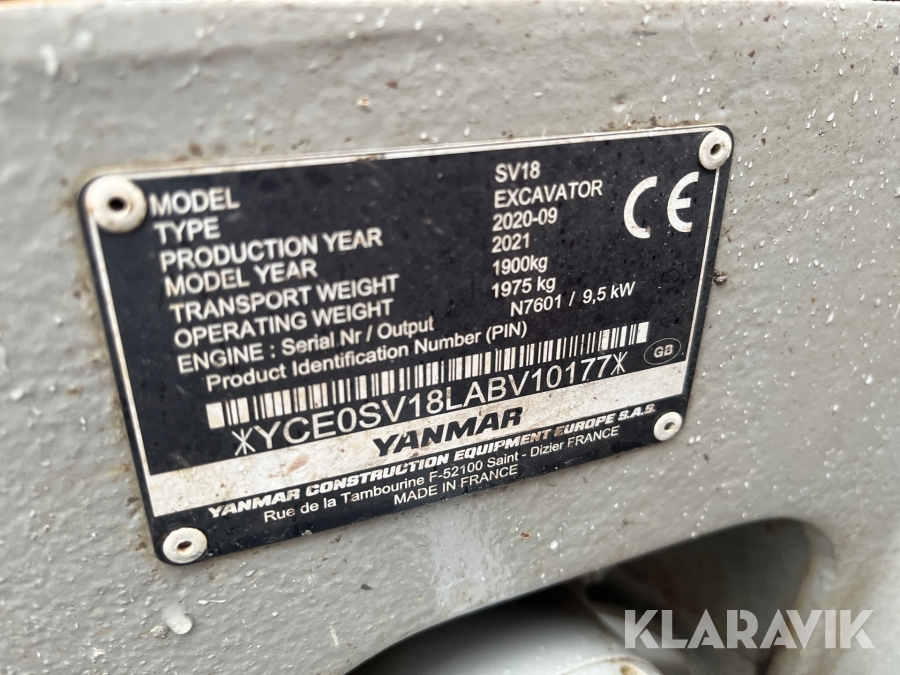 MODEL SV18
TYPE EXCAVATOR
PRODUCTION YEAR 2020-09
MODEL YEAR 2021
TRANSPORT WEIGHT 1900kg
OPERATING WEIGHT 1975 kg
ENGINE : Serial Nr / Output N7601 / 9,5 kW
Product Identification Number (PIN)
*YCE0SV18LABV10177*
YANMAR
YANMAR CONSTRUCTION EQUIPMENT EUROPE S.A.S.
Rue de la Tambourine F-52100 Saint - Dizier FRANCE
MADE IN FRANCE
CE
GB
KLARAVIK